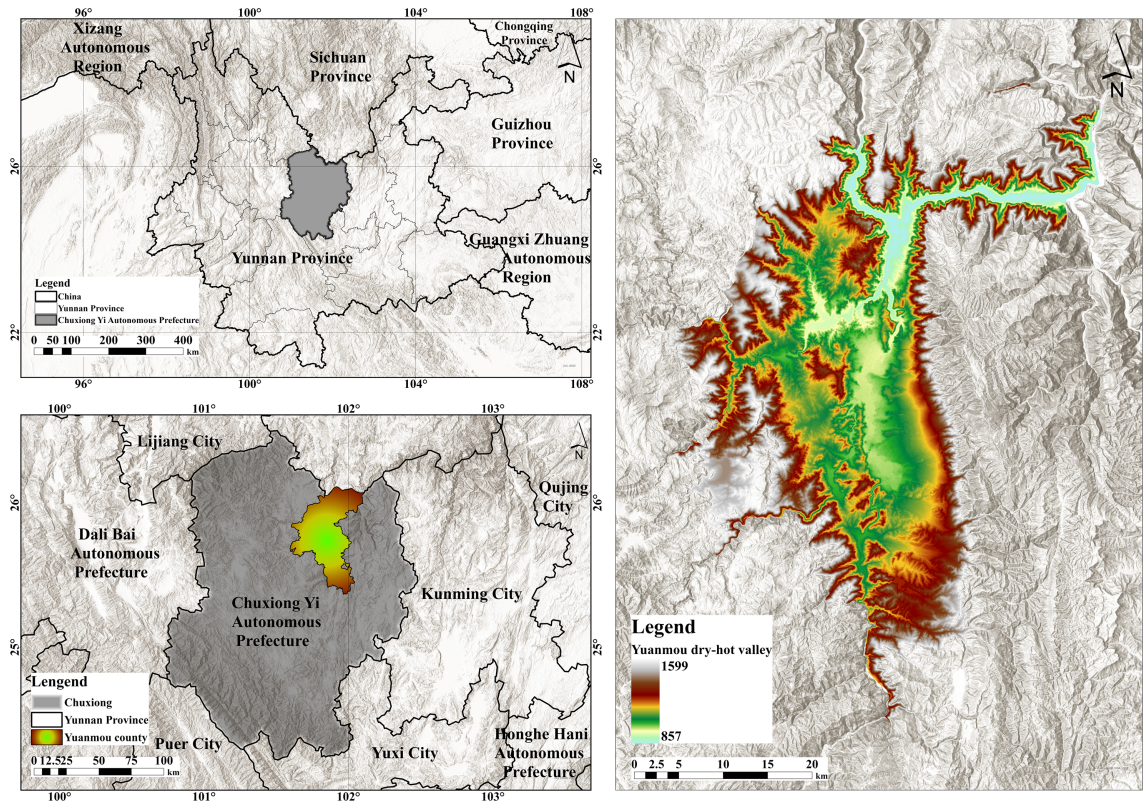 96°
100°
104°
108°
Xizang
Autonomous
Region
Chongqing
Province
N
Sichuan
Province
Guizhou
Province
26°
26°
Guangxi Zhuang
Autonomous
Region
Yunnan Province
Legend
China
Yunnan Province
Chuxiong Yi Autonomous Prefecture
22°
22°
0 50 100 200 300 400
km
96°
100°
104°
108°
100°
101°
102°
103°
Lijiang City
N
26°
Qujing
City
26°
Dali Bai
Autonomous
Prefecture
Kunming City
Chuxiong Yi
Autonomous
Prefecture
25°
25°
Lengend
Chuxiong
Yunnan Province
Yuanmou county
Puer City
Yuxi City
Honghe Hani
Autonomous
Prefecture
0 12.525 50 75 100
km
100°
101°
102°
103°
N
Legend
Yuanmou dry-hot valley
1599
857
0 2.5 5 10 15 20
km